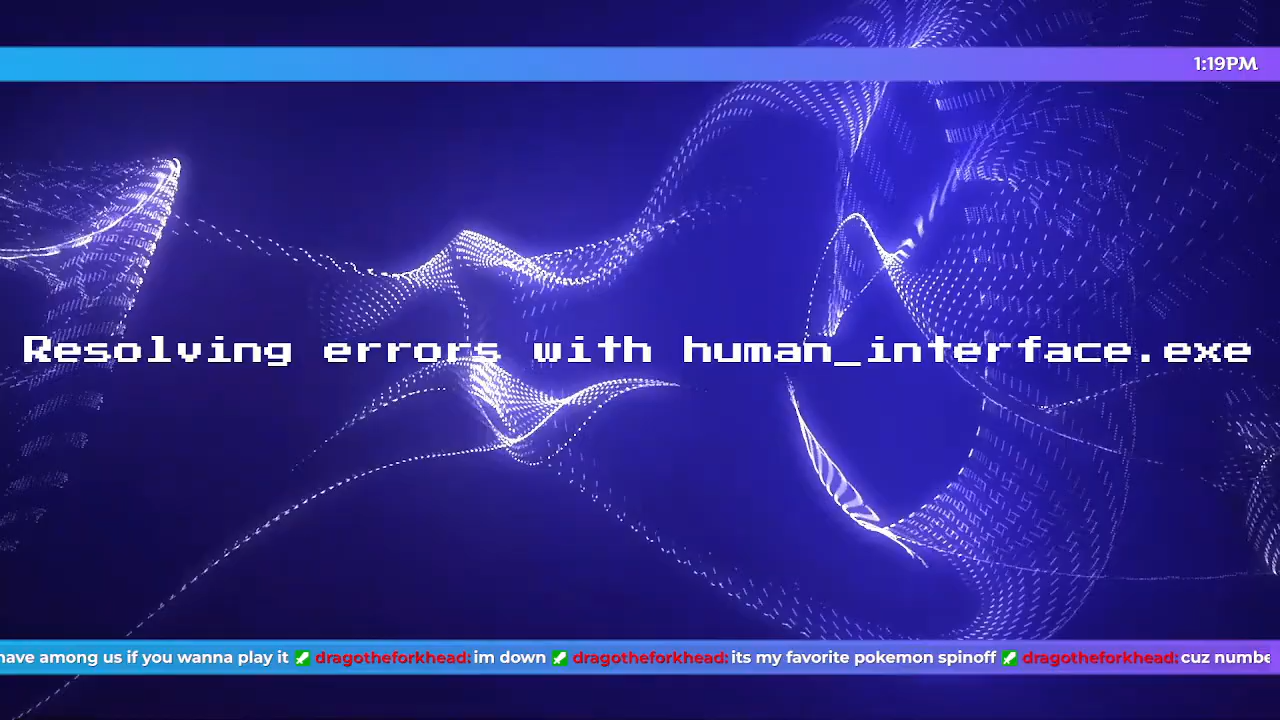 1:19PM
Resolving errors with human_interface.exe
have among us if you wanna play it dragotheforkhead: im down dragotheforkhead: its my favorite pokemon spinoff dragotheforkhead: cuz numbe